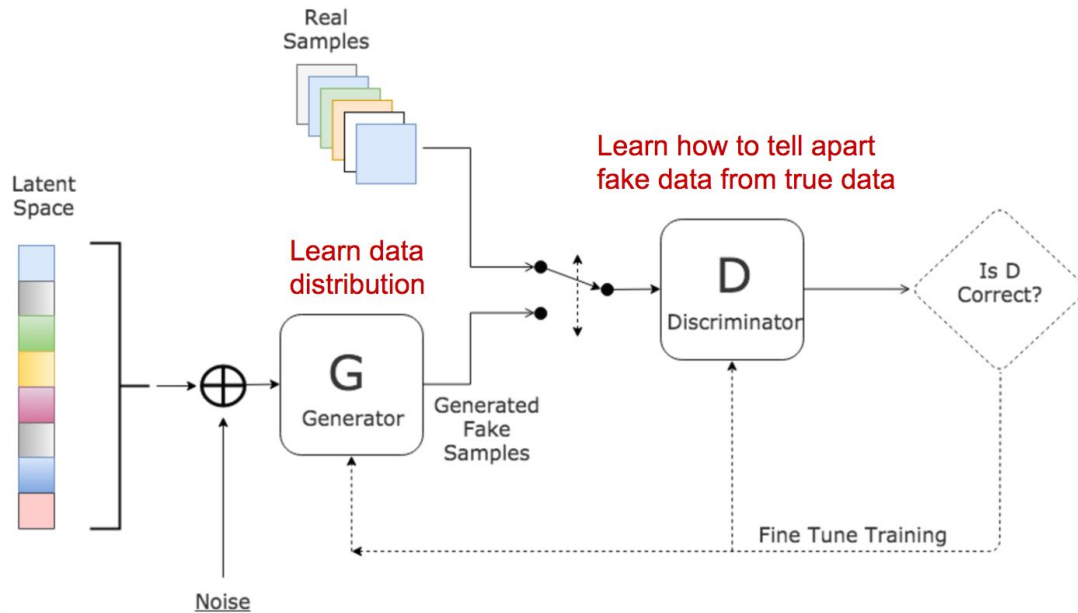 Real
Samples
Learn how to tell apart
fake data from true data
Latent
Space
Learn data
distribution
D
Discriminator
Is D
Correct?
G
Generator
Generated
Fake
Samples
Fine Tune Training
Noise